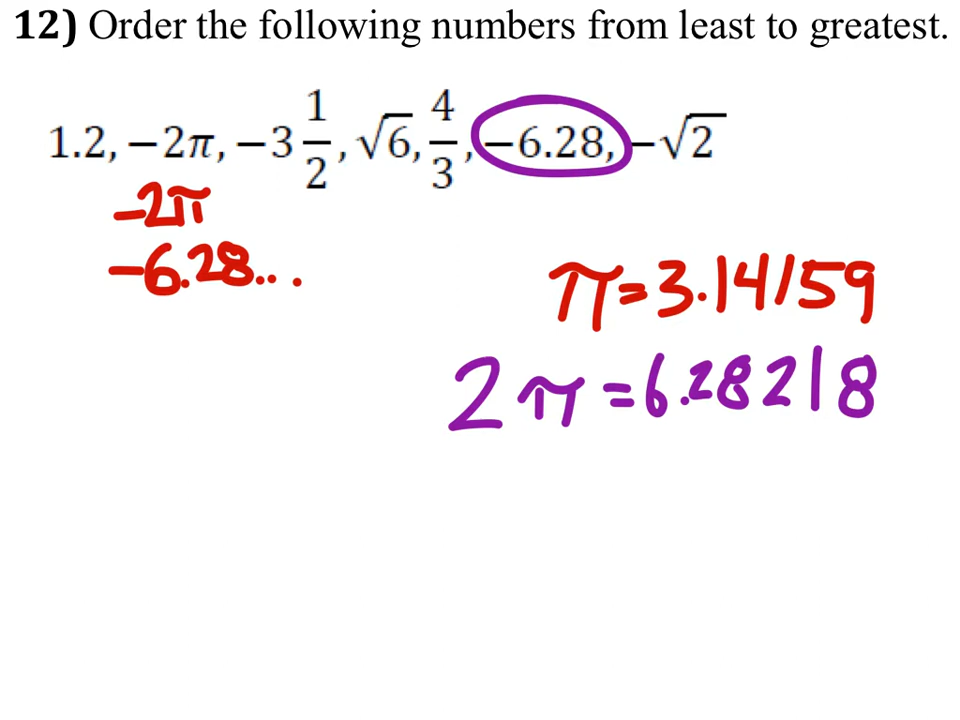 12) Order the following numbers from least to greatest.
1.2, −2π, −3 1/2, √6, 4/3, −6.28, −√2
−2π
−6.28...
π=3.14159
2π=6.28218